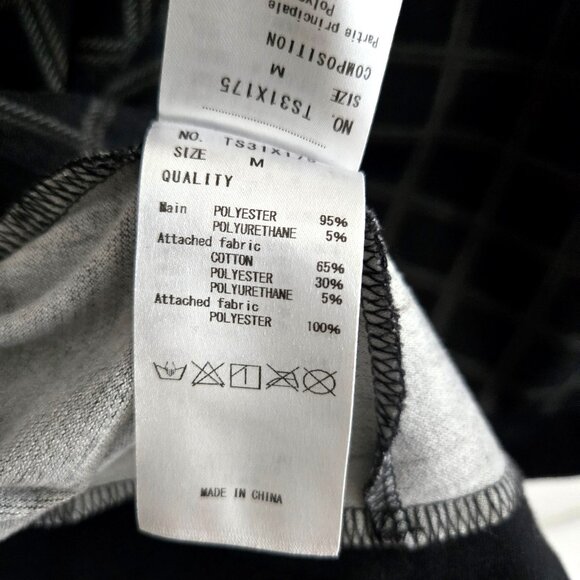 NO. TS31X175
SIZE M
COMPOSITION
Partie principale
NO. TS31X175
SIZE M
QUALITY
Main POLYESTER 95%
POLYURETHANE 5%
Attached fabric
COTTON 65%
POLYESTER 30%
POLYURETHANE 5%
Attached fabric
POLYESTER 100%
MADE IN CHINA